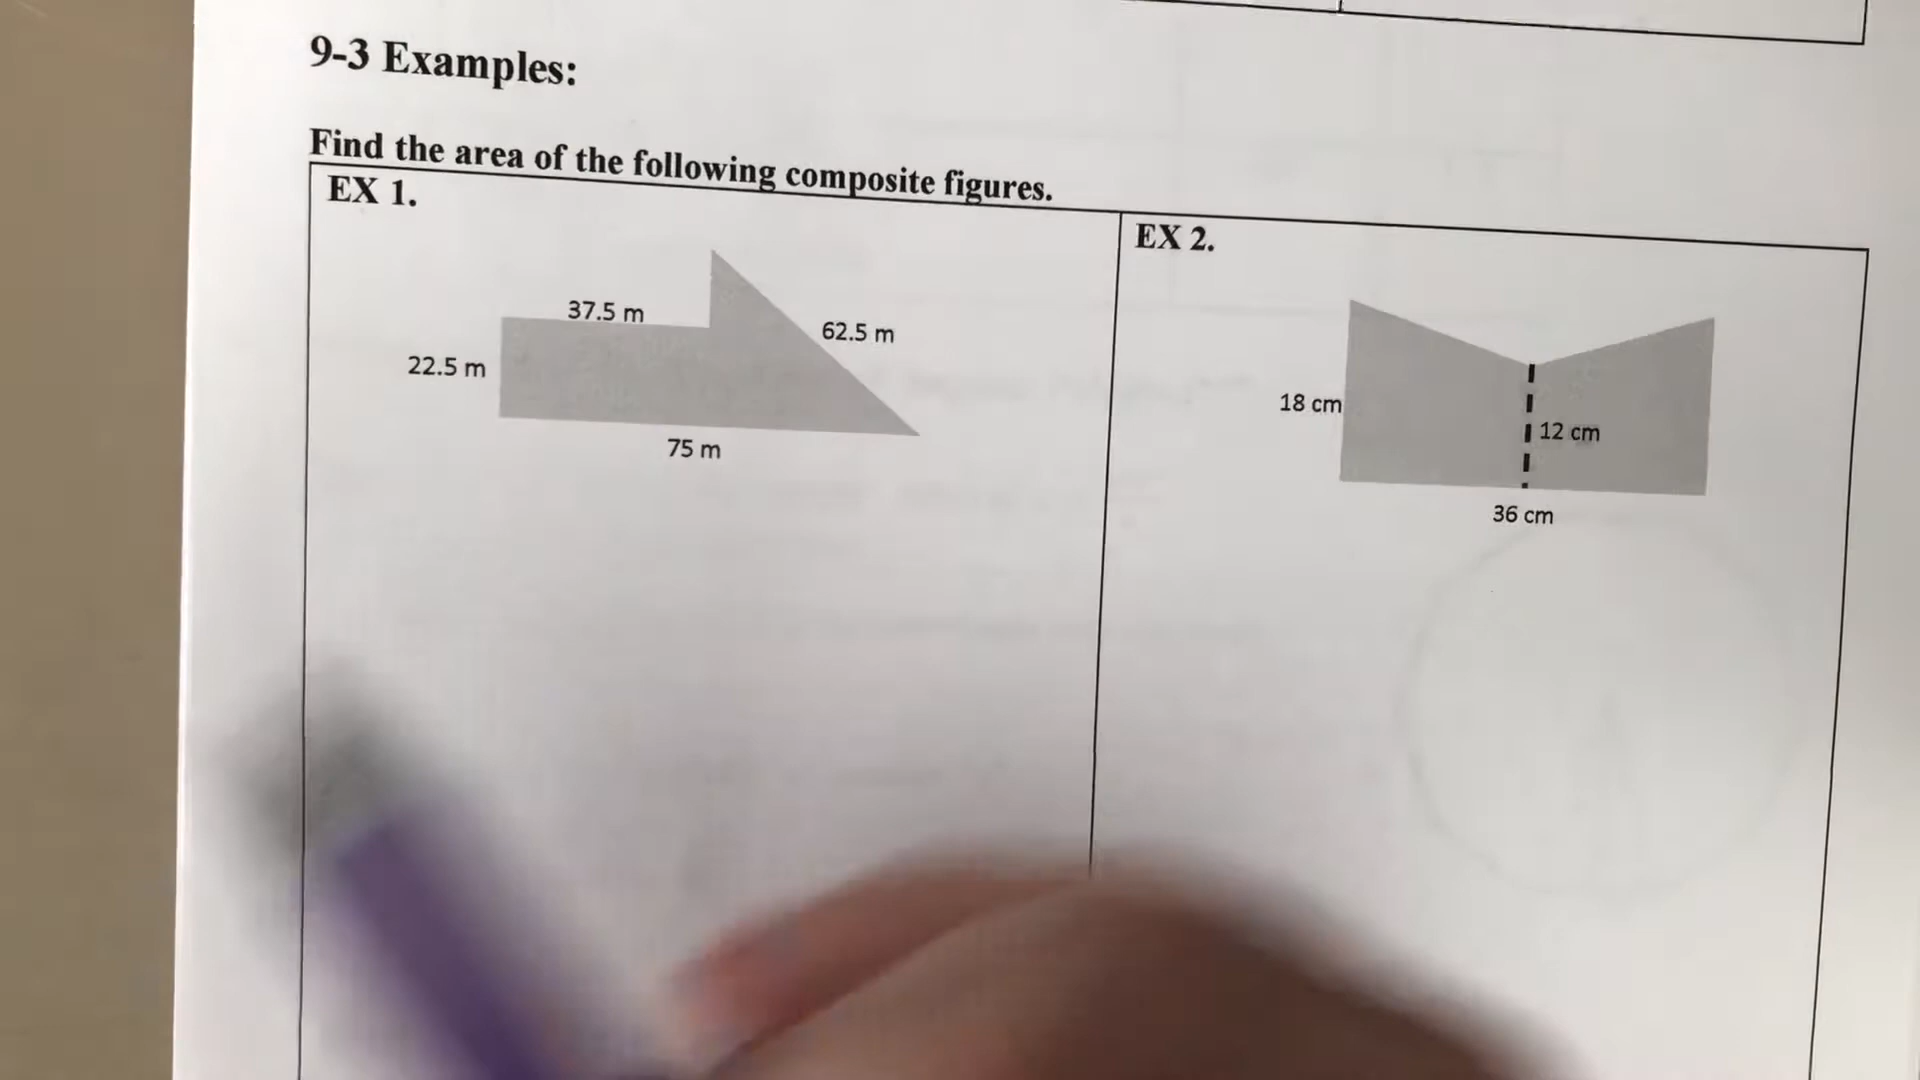 9-3 Examples:
Find the area of the following composite figures.
EX 1.
37.5 m
62.5 m
22.5 m
75 m
EX 2.
18 cm
12 cm
36 cm